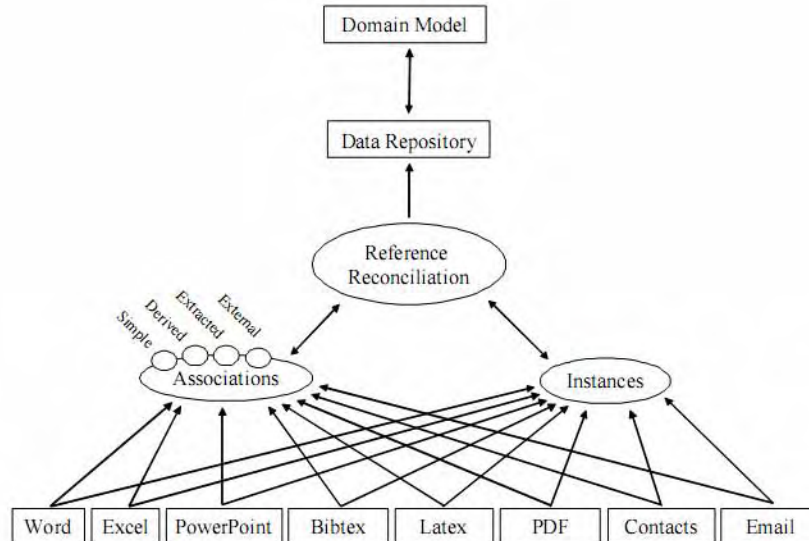 Domain Model
Data Repository
Reference
Reconciliation
Simple
Derived
Extracted
External
Associations
Instances
Word
Excel
PowerPoint
Bibtex
Latex
PDF
Contacts
Email